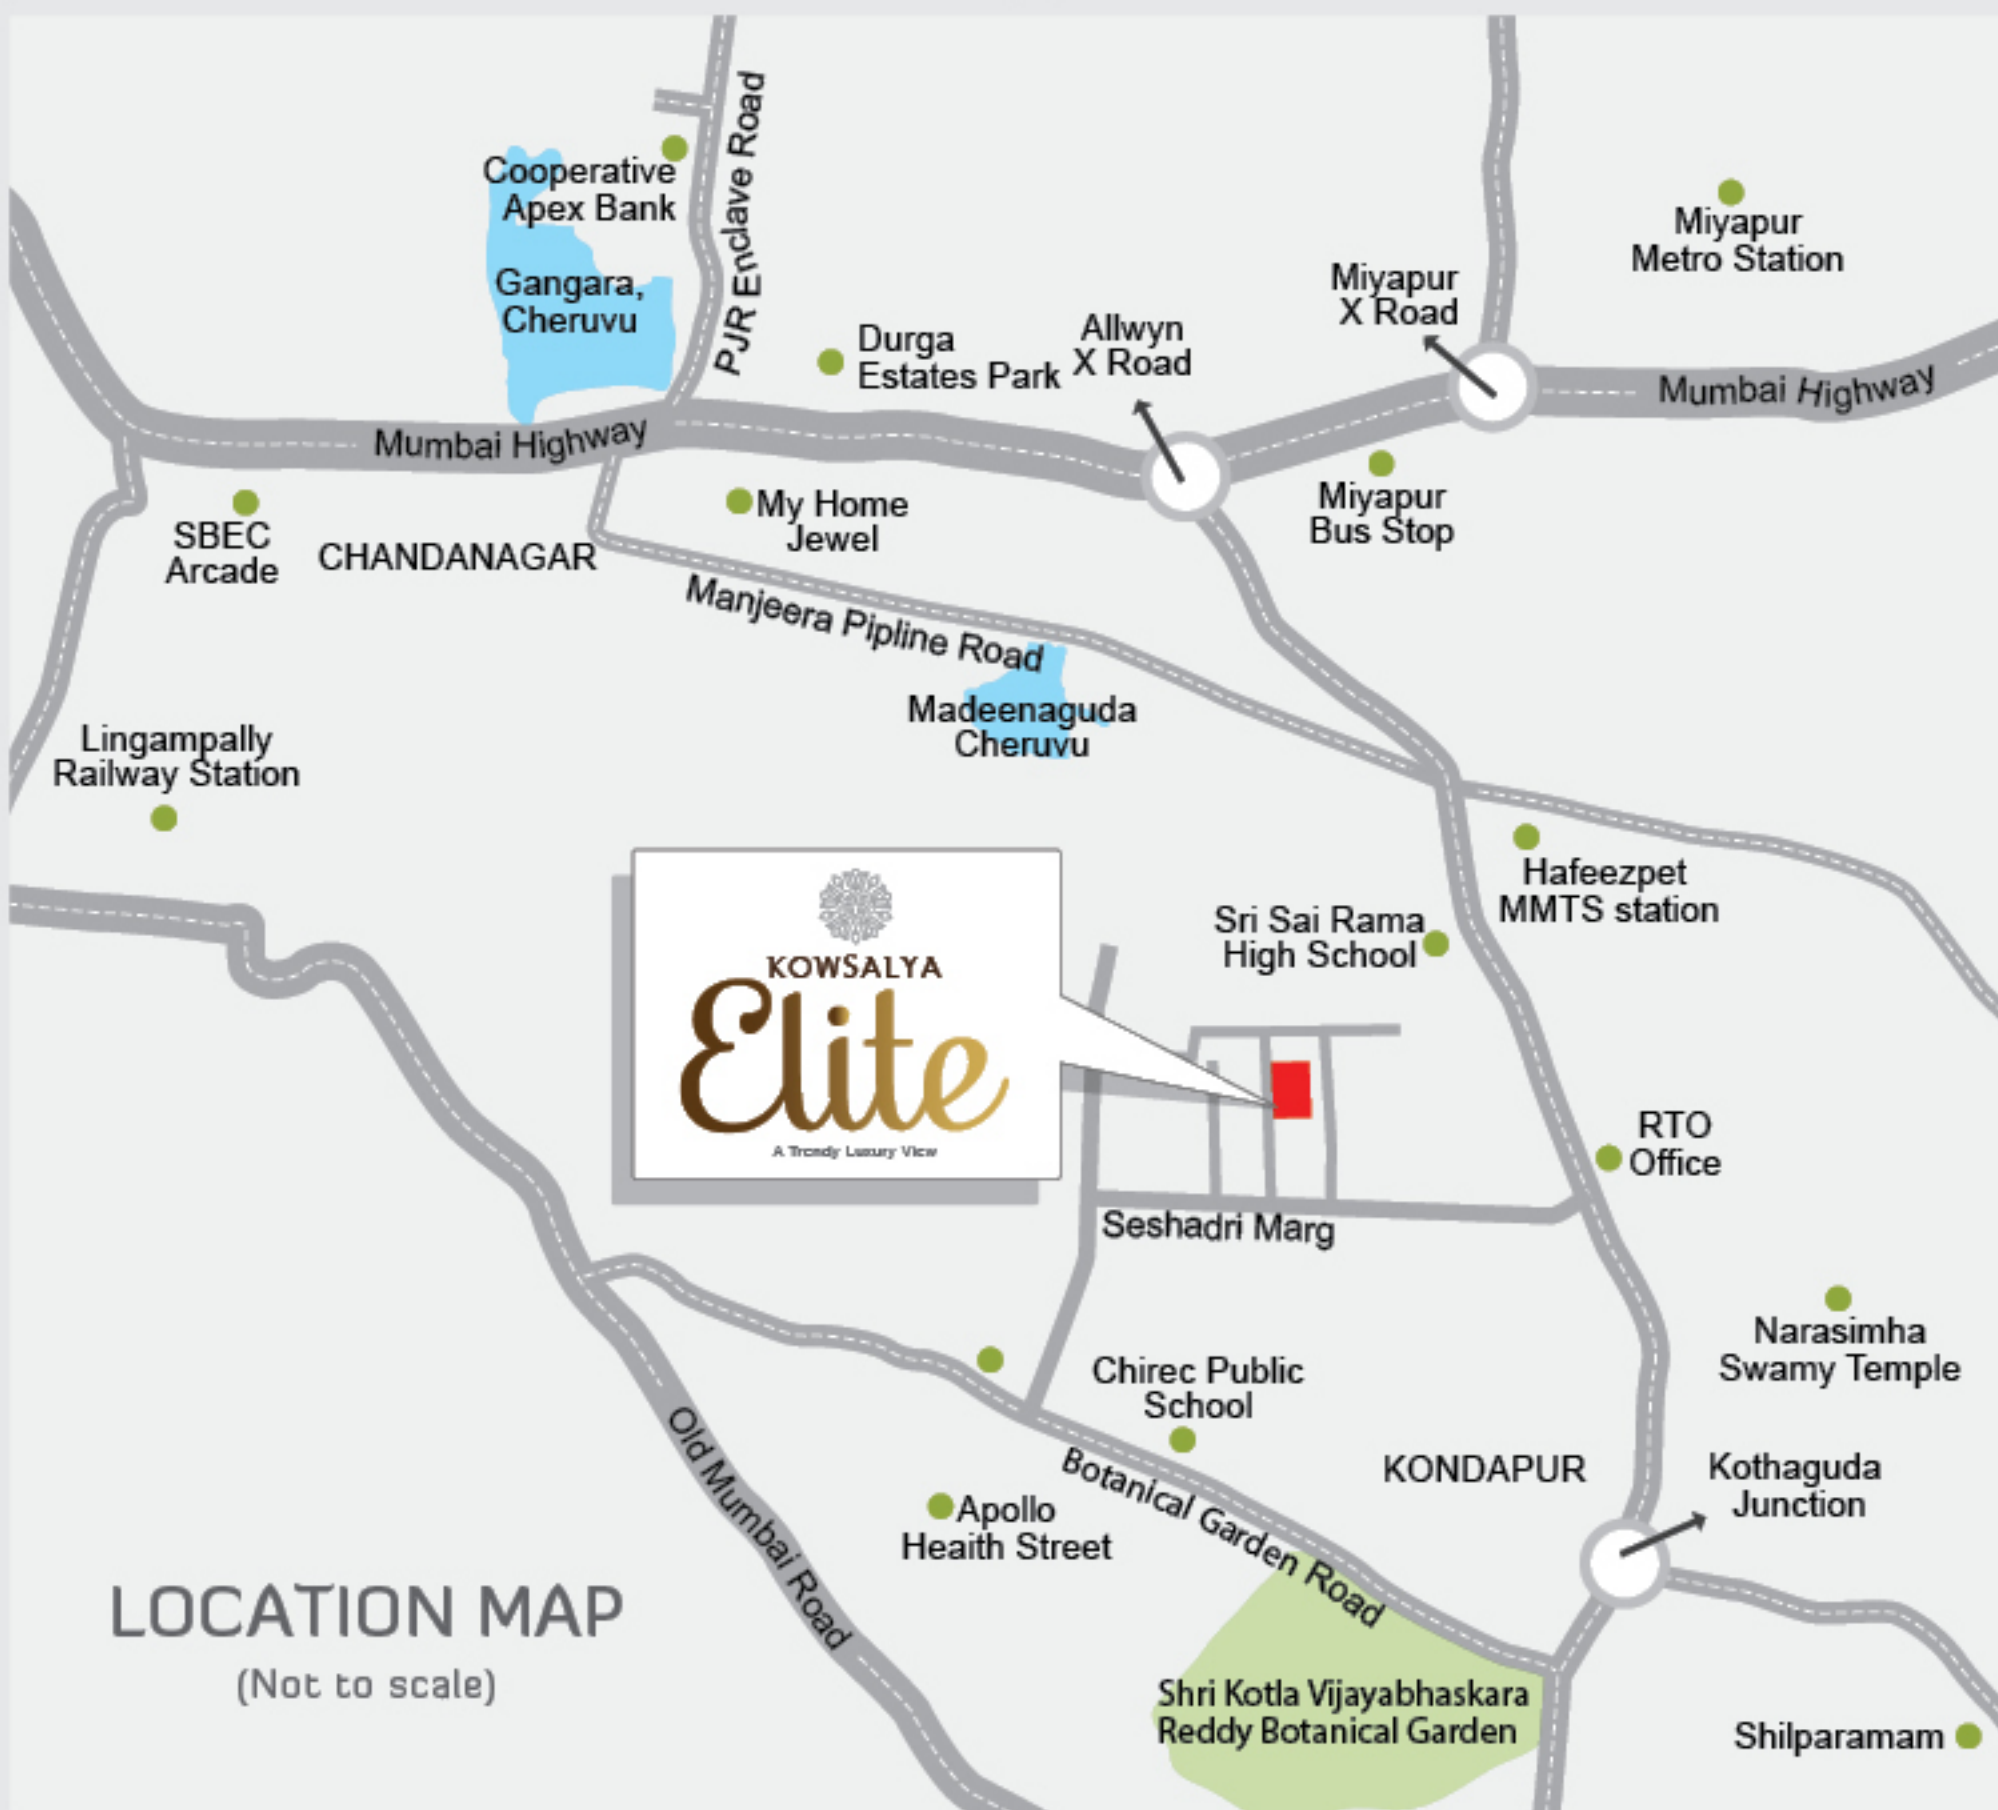 PJR Enclave Road
Cooperative
Apex Bank
Gangara,
Cheruvu
Miyapur
Metro Station
Miyapur
X Road
Allwyn
X Road
Durga
Estates Park
Mumbai Highway
Mumbai Highway
Miyapur
Bus Stop
My Home
Jewel
SBEC
Arcade
CHANDANAGAR
Manjeera Pipline Road
Madeenaguda
Cheruvu
Lingampally
Railway Station
Hafeezpet
MMTS station
Sri Sai Rama
High School
KOWSALYA
Elite
A Trendy Luxury View
RTO
Office
Seshadri Marg
Narasimha
Swamy Temple
Chirec Public
School
KONDAPUR
Kothaguda
Junction
Botanical Garden Road
Old Mumbai Road
Apollo
Heaith Street
LOCATION MAP
(Not to scale)
Shri Kotla Vijayabhaskara
Reddy Botanical Garden
Shilparamam